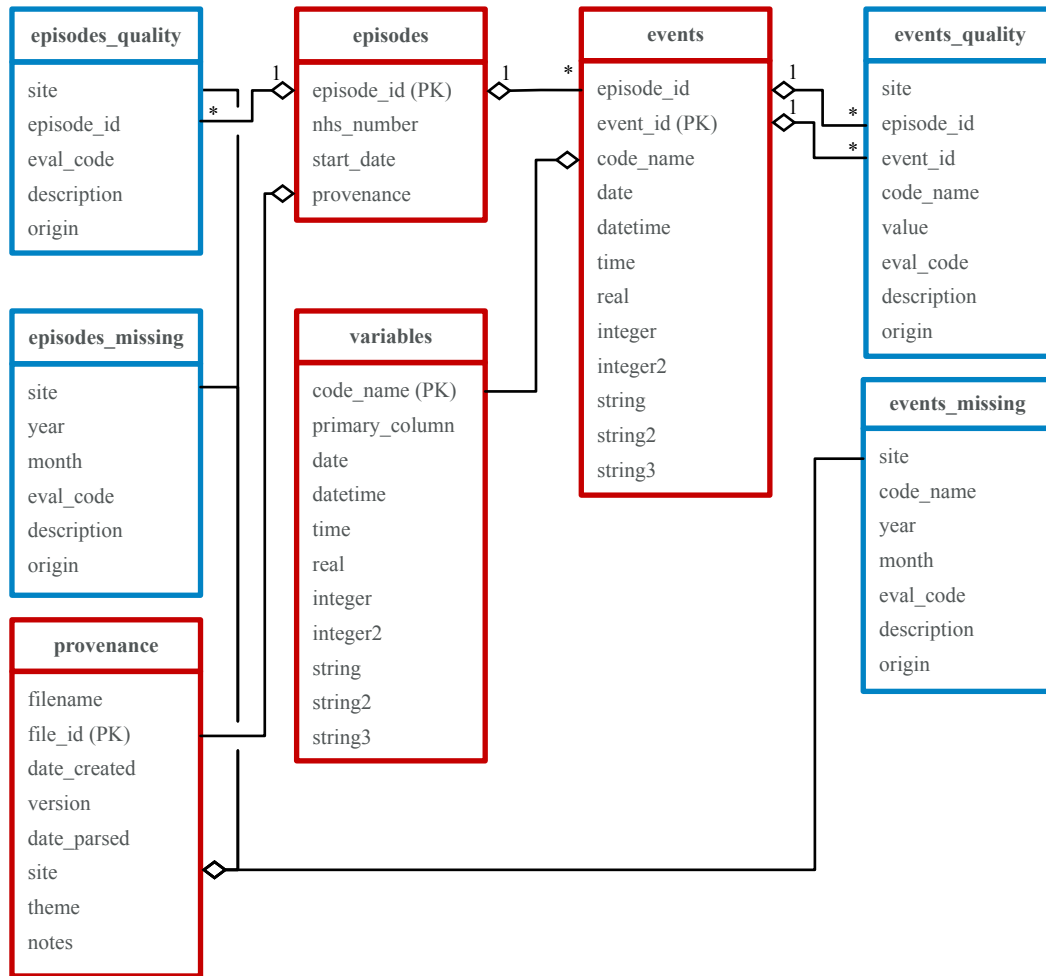 episodes_quality
site
episode_id
eval_code
description
origin
1
*
episodes
episode_id (PK)
nhs_number
start_date
provenance
1
*
events
episode_id
event_id (PK)
code_name
date
datetime
time
real
integer
integer2
string
string2
string3
1
*
1
*
events_quality
site
episode_id
event_id
code_name
value
eval_code
description
origin
episodes_missing
site
year
month
eval_code
description
origin
variables
code_name (PK)
primary_column
date
datetime
time
real
integer
integer2
string
string2
string3
events_missing
site
code_name
year
month
eval_code
description
origin
provenance
filename
file_id (PK)
date_created
version
date_parsed
site
theme
notes